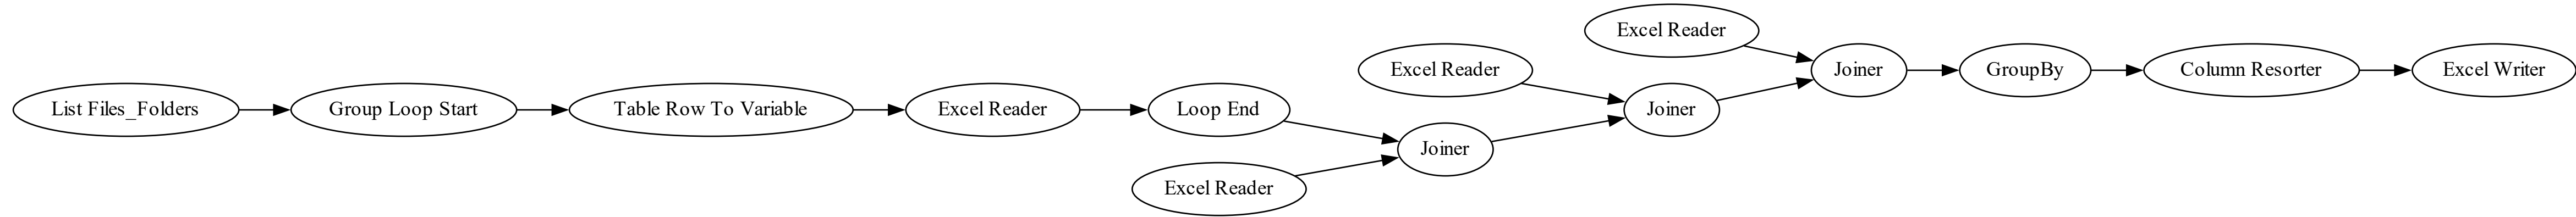 List Files_Folders
Group Loop Start
Table Row To Variable
Excel Reader
Loop End
Excel Reader
Joiner
Excel Reader
Joiner
Excel Reader
Joiner
GroupBy
Column Resorter
Excel Writer